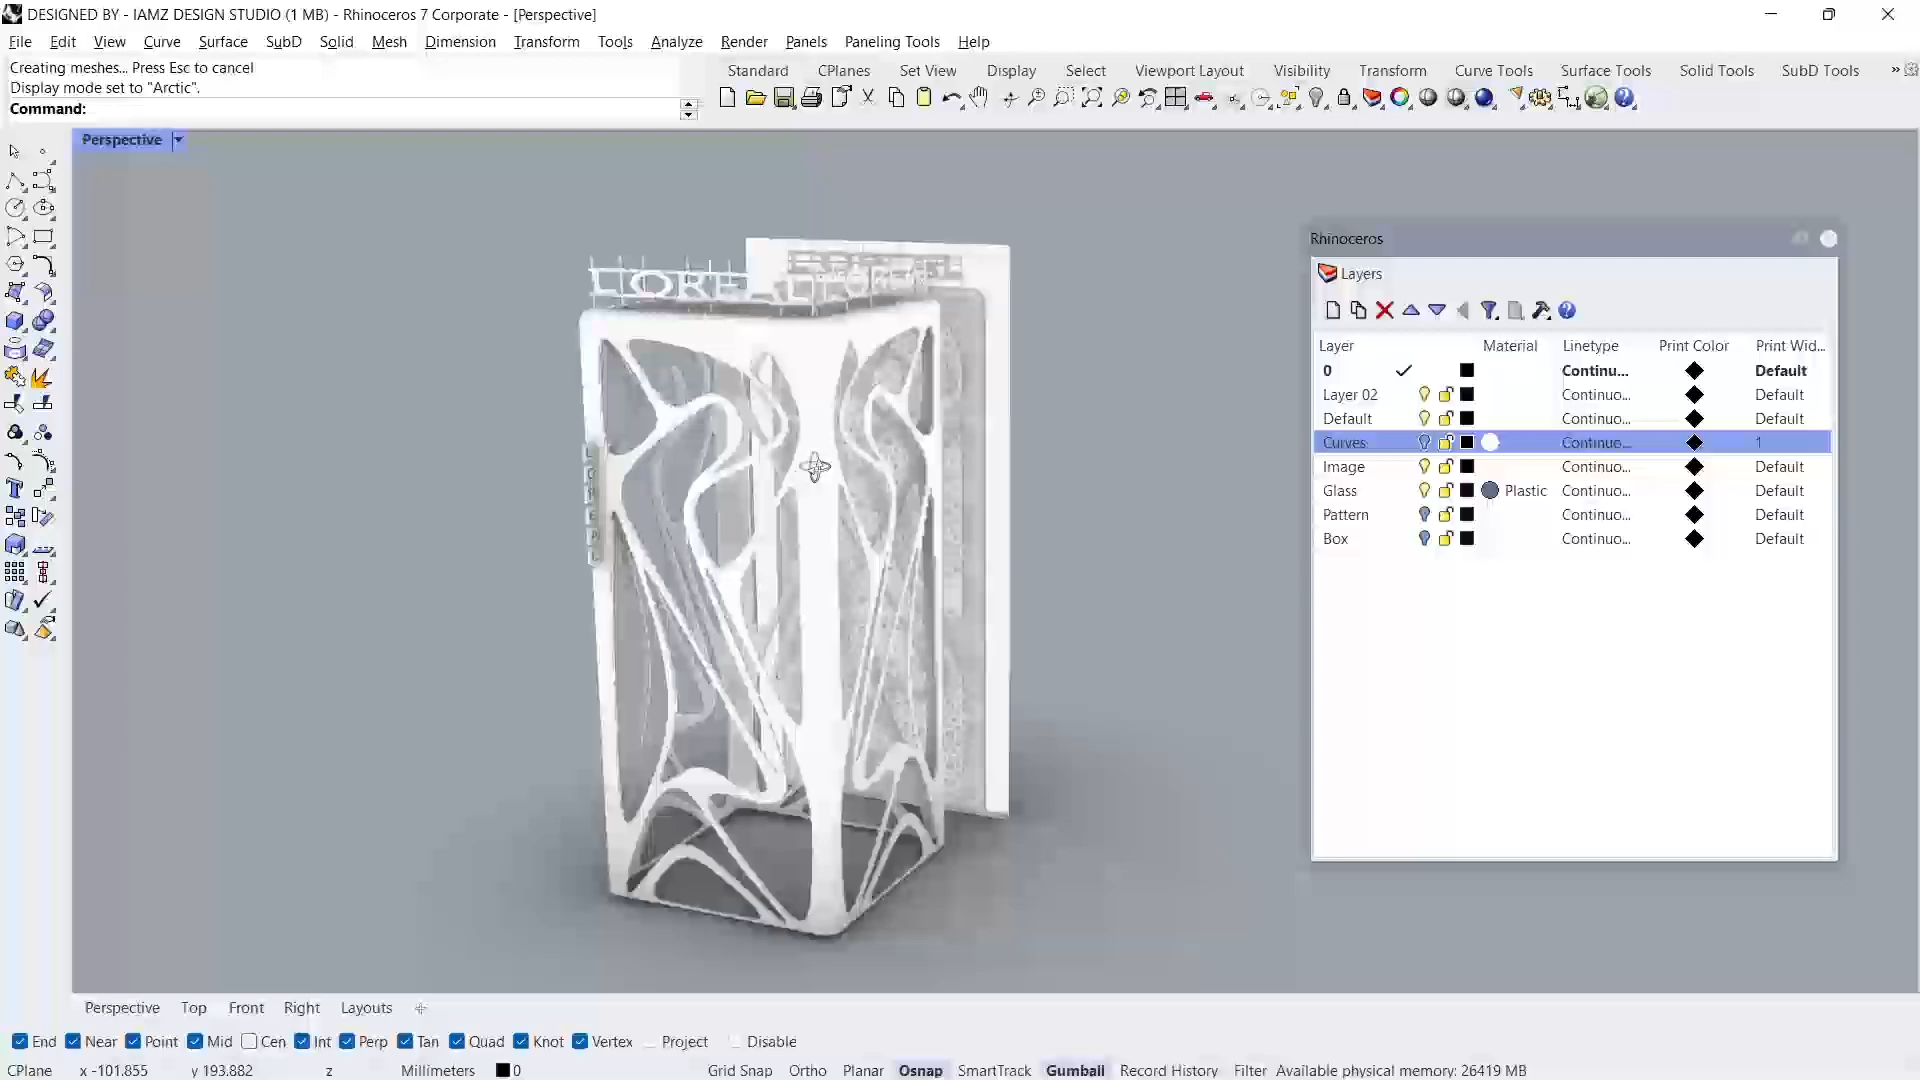 DESIGNED BY - IAMZ DESIGN STUDIO (1 MB) - Rhinoceros 7 Corporate - [Perspective]
File Edit View Curve Surface SubD Solid Mesh Dimension Transform Tools Analyze Render Panels Paneling Tools Help
Creating meshes... Press Esc to cancel
Display mode set to "Arctic".
Command:
Standard CPlanes Set View Display Select Viewport Layout Visibility Transform Curve Tools Surface Tools Solid Tools SubD Tools »
Perspective
Rhinoceros
Layers
Layer Material Linetype Print Color Print Wid...
0 Continu... Default
Layer 02 Continuo... Default
Default Continuo... Default
Curves Continuo... 1
Image Continuo... Default
Glass Plastic Continuo... Default
Pattern Continuo... Default
Box Continuo... Default
Perspective Top Front Right Layouts
End Near Point Mid Cen Int Perp Tan Quad Knot Vertex Project Disable
CPlane x -101.855 y 193.882 z Millimeters 0 Grid Snap Ortho Planar Osnap SmartTrack Gumball Record History Filter Available physical memory: 26419 MB